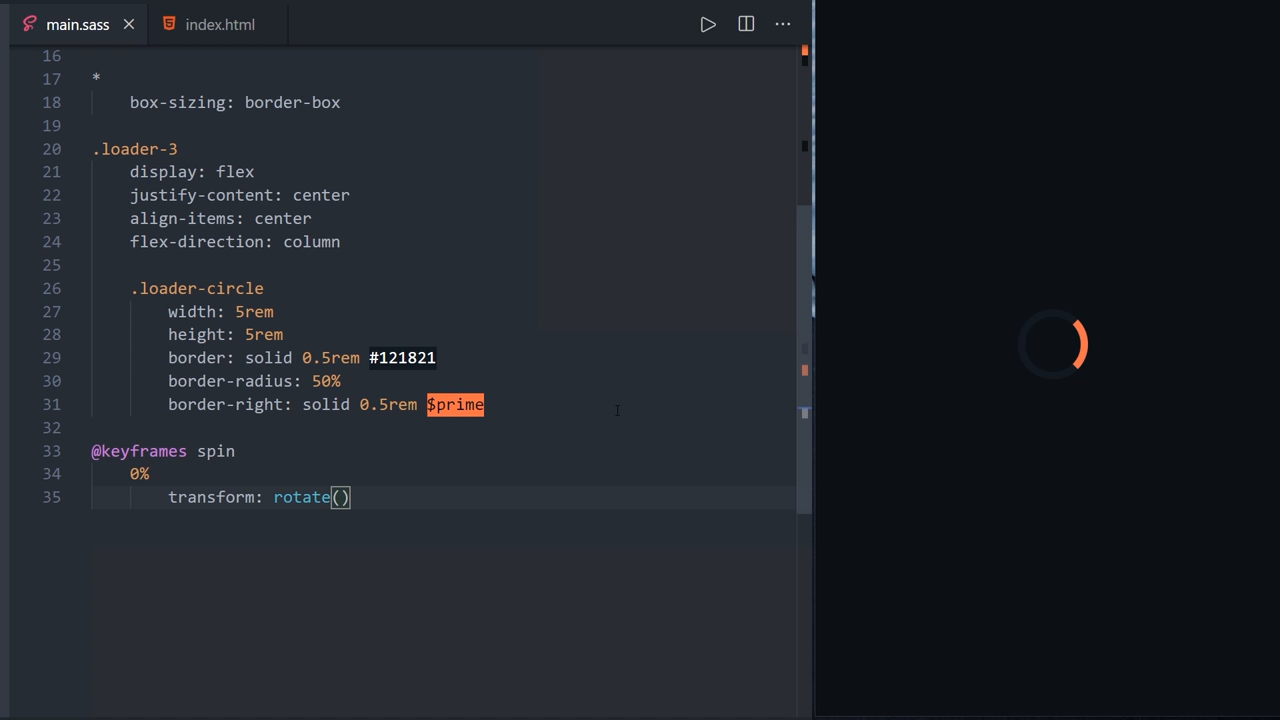 main.sass index.html
16
17 *
18 box-sizing: border-box
19
20 .loader-3
21 display: flex
22 justify-content: center
23 align-items: center
24 flex-direction: column
25
26 .loader-circle
27 width: 5rem
28 height: 5rem
29 border: solid 0.5rem #121821
30 border-radius: 50%
31 border-right: solid 0.5rem $prime
32
33 @keyframes spin
34 0%
35 transform: rotate()